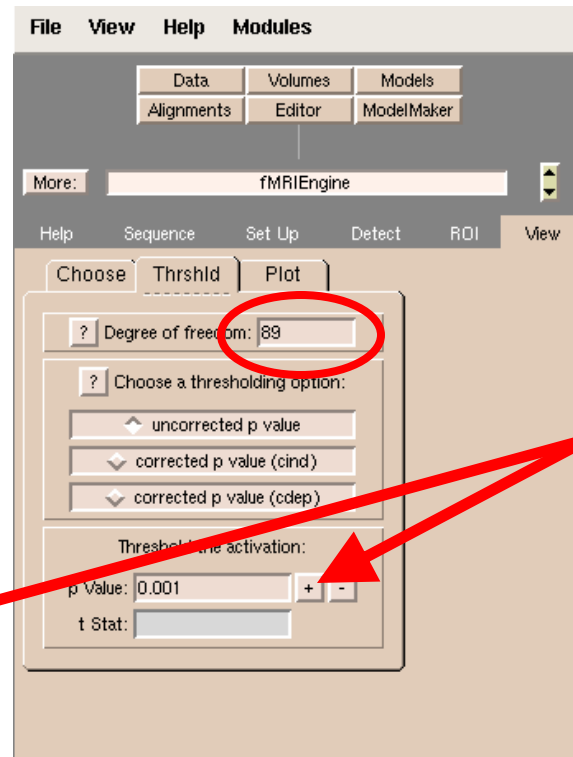 File View Help Modules
Data Volumes Models
Alignments Editor ModelMaker
More: fMRIEngine
Help Sequence Set Up Detect ROI View
Choose Thrshld Plot
? Degree of freedom: 89
? Choose a thresholding option:
uncorrected p value
corrected p value (cind)
corrected p value (cdep)
Threshold the activation:
p Value: 0.001 + -
t Stat: